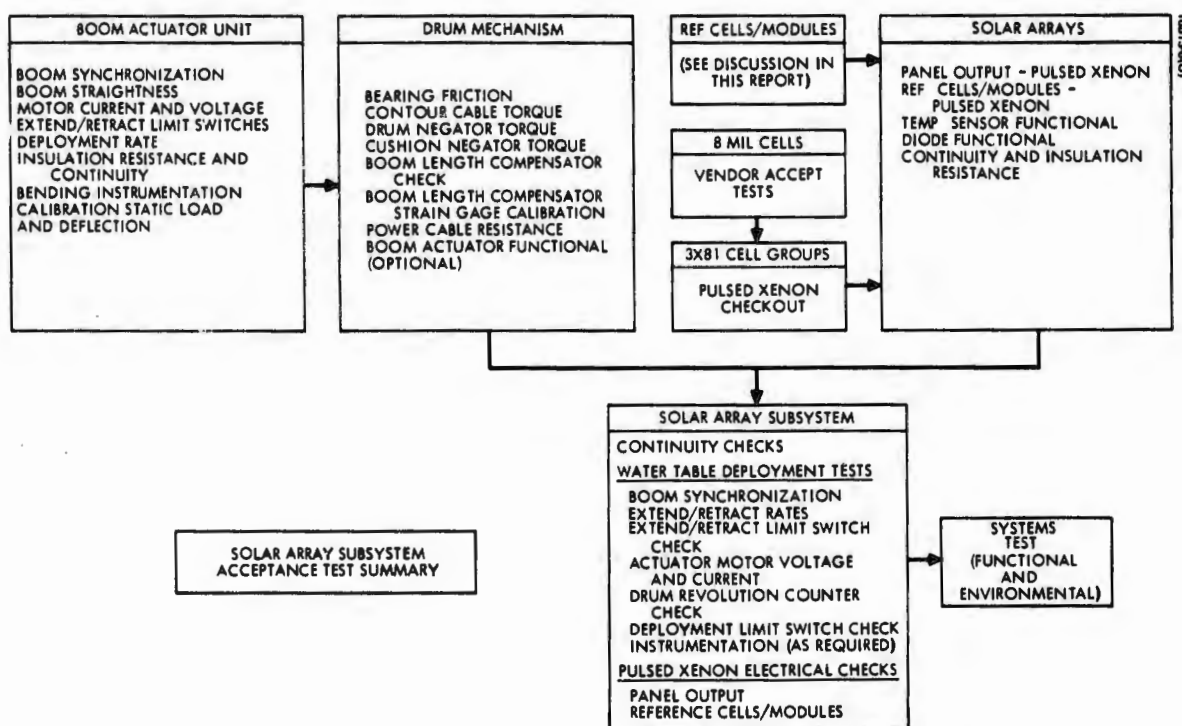 BOOM ACTUATOR UNIT
BOOM SYNCHRONIZATION
BOOM STRAIGHTNESS
MOTOR CURRENT AND VOLTAGE
EXTEND/RETRACT LIMIT SWITCHES
DEPLOYMENT RATE
INSULATION RESISTANCE AND
CONTINUITY
BENDING INSTRUMENTATION
CALIBRATION STATIC LOAD
AND DEFLECTION
DRUM MECHANISM
BEARING FRICTION
CONTOUR CABLE TORQUE
DRUM NEGATOR TORQUE
CUSHION NEGATOR TORQUE
BOOM LENGTH COMPENSATOR
CHECK
BOOM LENGTH COMPENSATOR
STRAIN GAGE CALIBRATION
POWER CABLE RESISTANCE
BOOM ACTUATOR FUNCTIONAL
(OPTIONAL)
REF CELLS/MODULES
(SEE DISCUSSION IN
THIS REPORT)
8 MIL CELLS
VENDOR ACCEPT
TESTS
3X81 CELL GROUPS
PULSED XENON
CHECKOUT
SOLAR ARRAYS
PANEL OUTPUT - PULSED XENON
REF CELLS/MODULES -
PULSED XENON
TEMP SENSOR FUNCTIONAL
DIODE FUNCTIONAL
CONTINUITY AND INSULATION
RESISTANCE
SOLAR ARRAY SUBSYSTEM
CONTINUITY CHECKS
WATER TABLE DEPLOYMENT TESTS
BOOM SYNCHRONIZATION
EXTEND/RETRACT RATES
EXTEND/RETRACT LIMIT SWITCH
CHECK
ACTUATOR MOTOR VOLTAGE
AND CURRENT
DRUM REVOLUTION COUNTER
CHECK
DEPLOYMENT LIMIT SWITCH CHECK
INSTRUMENTATION (AS REQUIRED)
PULSED XENON ELECTRICAL CHECKS
PANEL OUTPUT
REFERENCE CELLS/MODULES
SYSTEMS
TEST
(FUNCTIONAL
AND
ENVIRONMENTAL)
SOLAR ARRAY SUBSYSTEM
ACCEPTANCE TEST SUMMARY